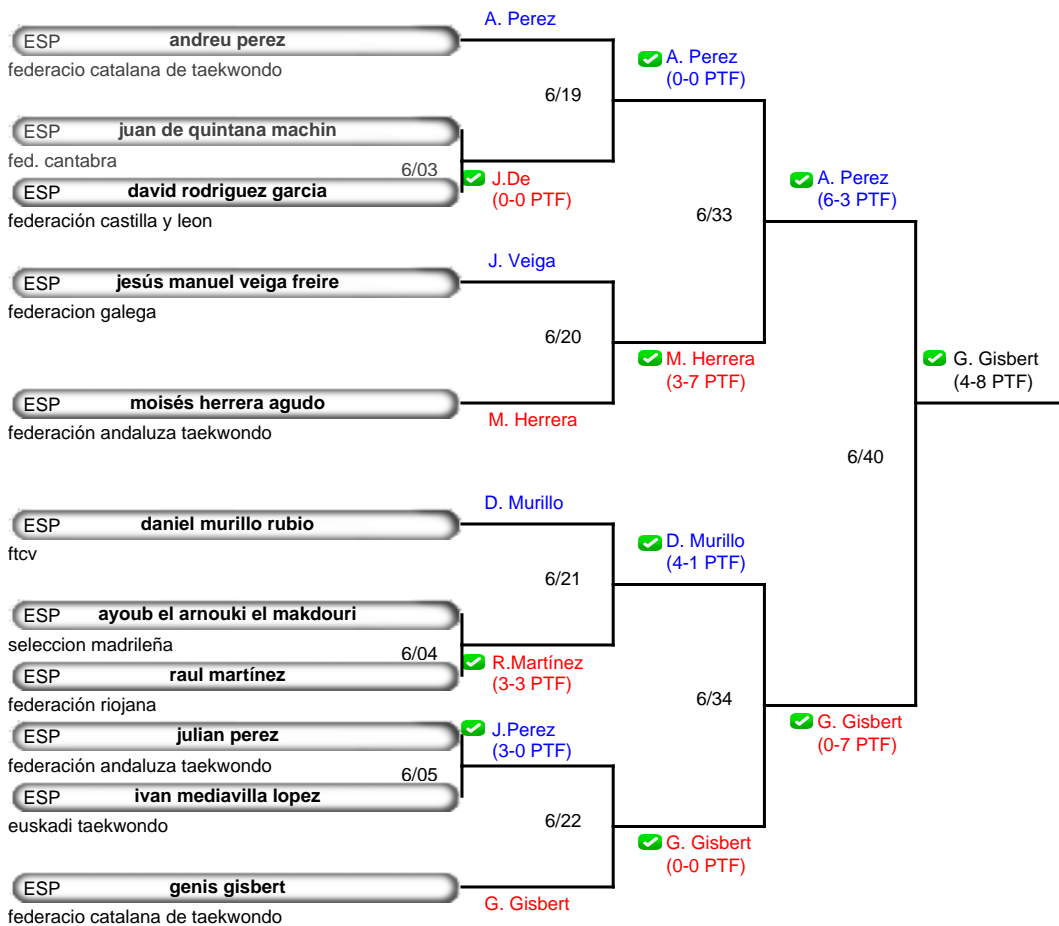 A. Perez
ESP andreu perez
federacio catalana de taekwondo
A. Perez
(0-0 PTF)
6/19
ESP juan de quintana machin
fed. cantabra
6/03
J.De
(0-0 PTF)
ESP david rodriguez garcia
federación castilla y leon
A. Perez
(6-3 PTF)
6/33
J. Veiga
ESP jesús manuel veiga freire
federacion galega
6/20
M. Herrera
(3-7 PTF)
G. Gisbert
(4-8 PTF)
ESP moisés herrera agudo
federación andaluza taekwondo
M. Herrera
6/40
D. Murillo
ESP daniel murillo rubio
ftcv
D. Murillo
(4-1 PTF)
6/21
ESP ayoub el arnouki el makdouri
seleccion madrileña
6/04
R.Martínez
(3-3 PTF)
ESP raul martínez
federación riojana
6/34
G. Gisbert
(0-7 PTF)
ESP julian perez
federación andaluza taekwondo
J.Perez
(3-0 PTF)
6/05
ESP ivan mediavilla lopez
euskadi taekwondo
6/22
G. Gisbert
(0-0 PTF)
ESP genis gisbert
federacio catalana de taekwondo
G. Gisbert